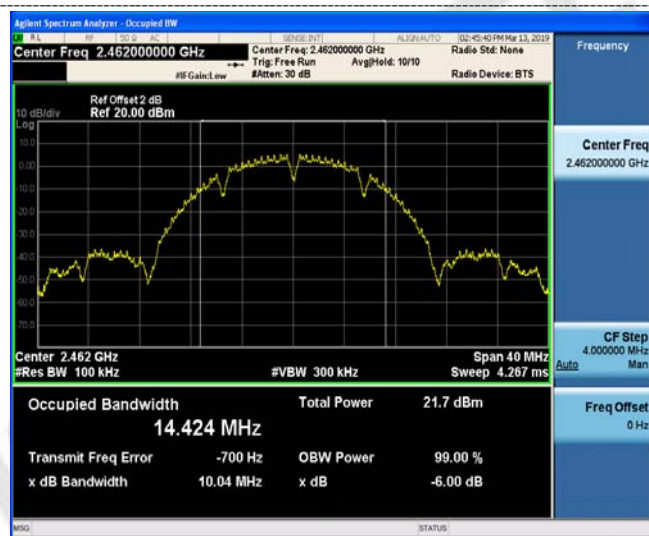 Agilent Spectrum Analyzer - Occupied BW
RL RF 50 Ω AC SENSE:INT ALIGN AUTO 02:45:40 PM Mar 13, 2019
Center Freq 2.462000000 GHz
Center Freq: 2.462000000 GHz
Radio Std: None
Trig: Free Run Avg|Hold: 10/10
#IFGain:Low
#Atten: 30 dB
Radio Device: BTS
Ref Offset 2 dB
10 dB/div Ref 20.00 dBm
Log
10.0
0.00
-10.0
-20.0
-30.0
-40.0
-50.0
-60.0
-70.0
Center 2.462 GHz Span 40 MHz
#Res BW 100 kHz #VBW 300 kHz Sweep 4.267 ms
Occupied Bandwidth Total Power 21.7 dBm
14.424 MHz
Transmit Freq Error -700 Hz OBW Power 99.00 %
x dB Bandwidth 10.04 MHz x dB -6.00 dB
MSG STATUS
Frequency
Center Freq
2.462000000 GHz
CF Step
4.000000 MHz
Auto Man
Freq Offset
0 Hz